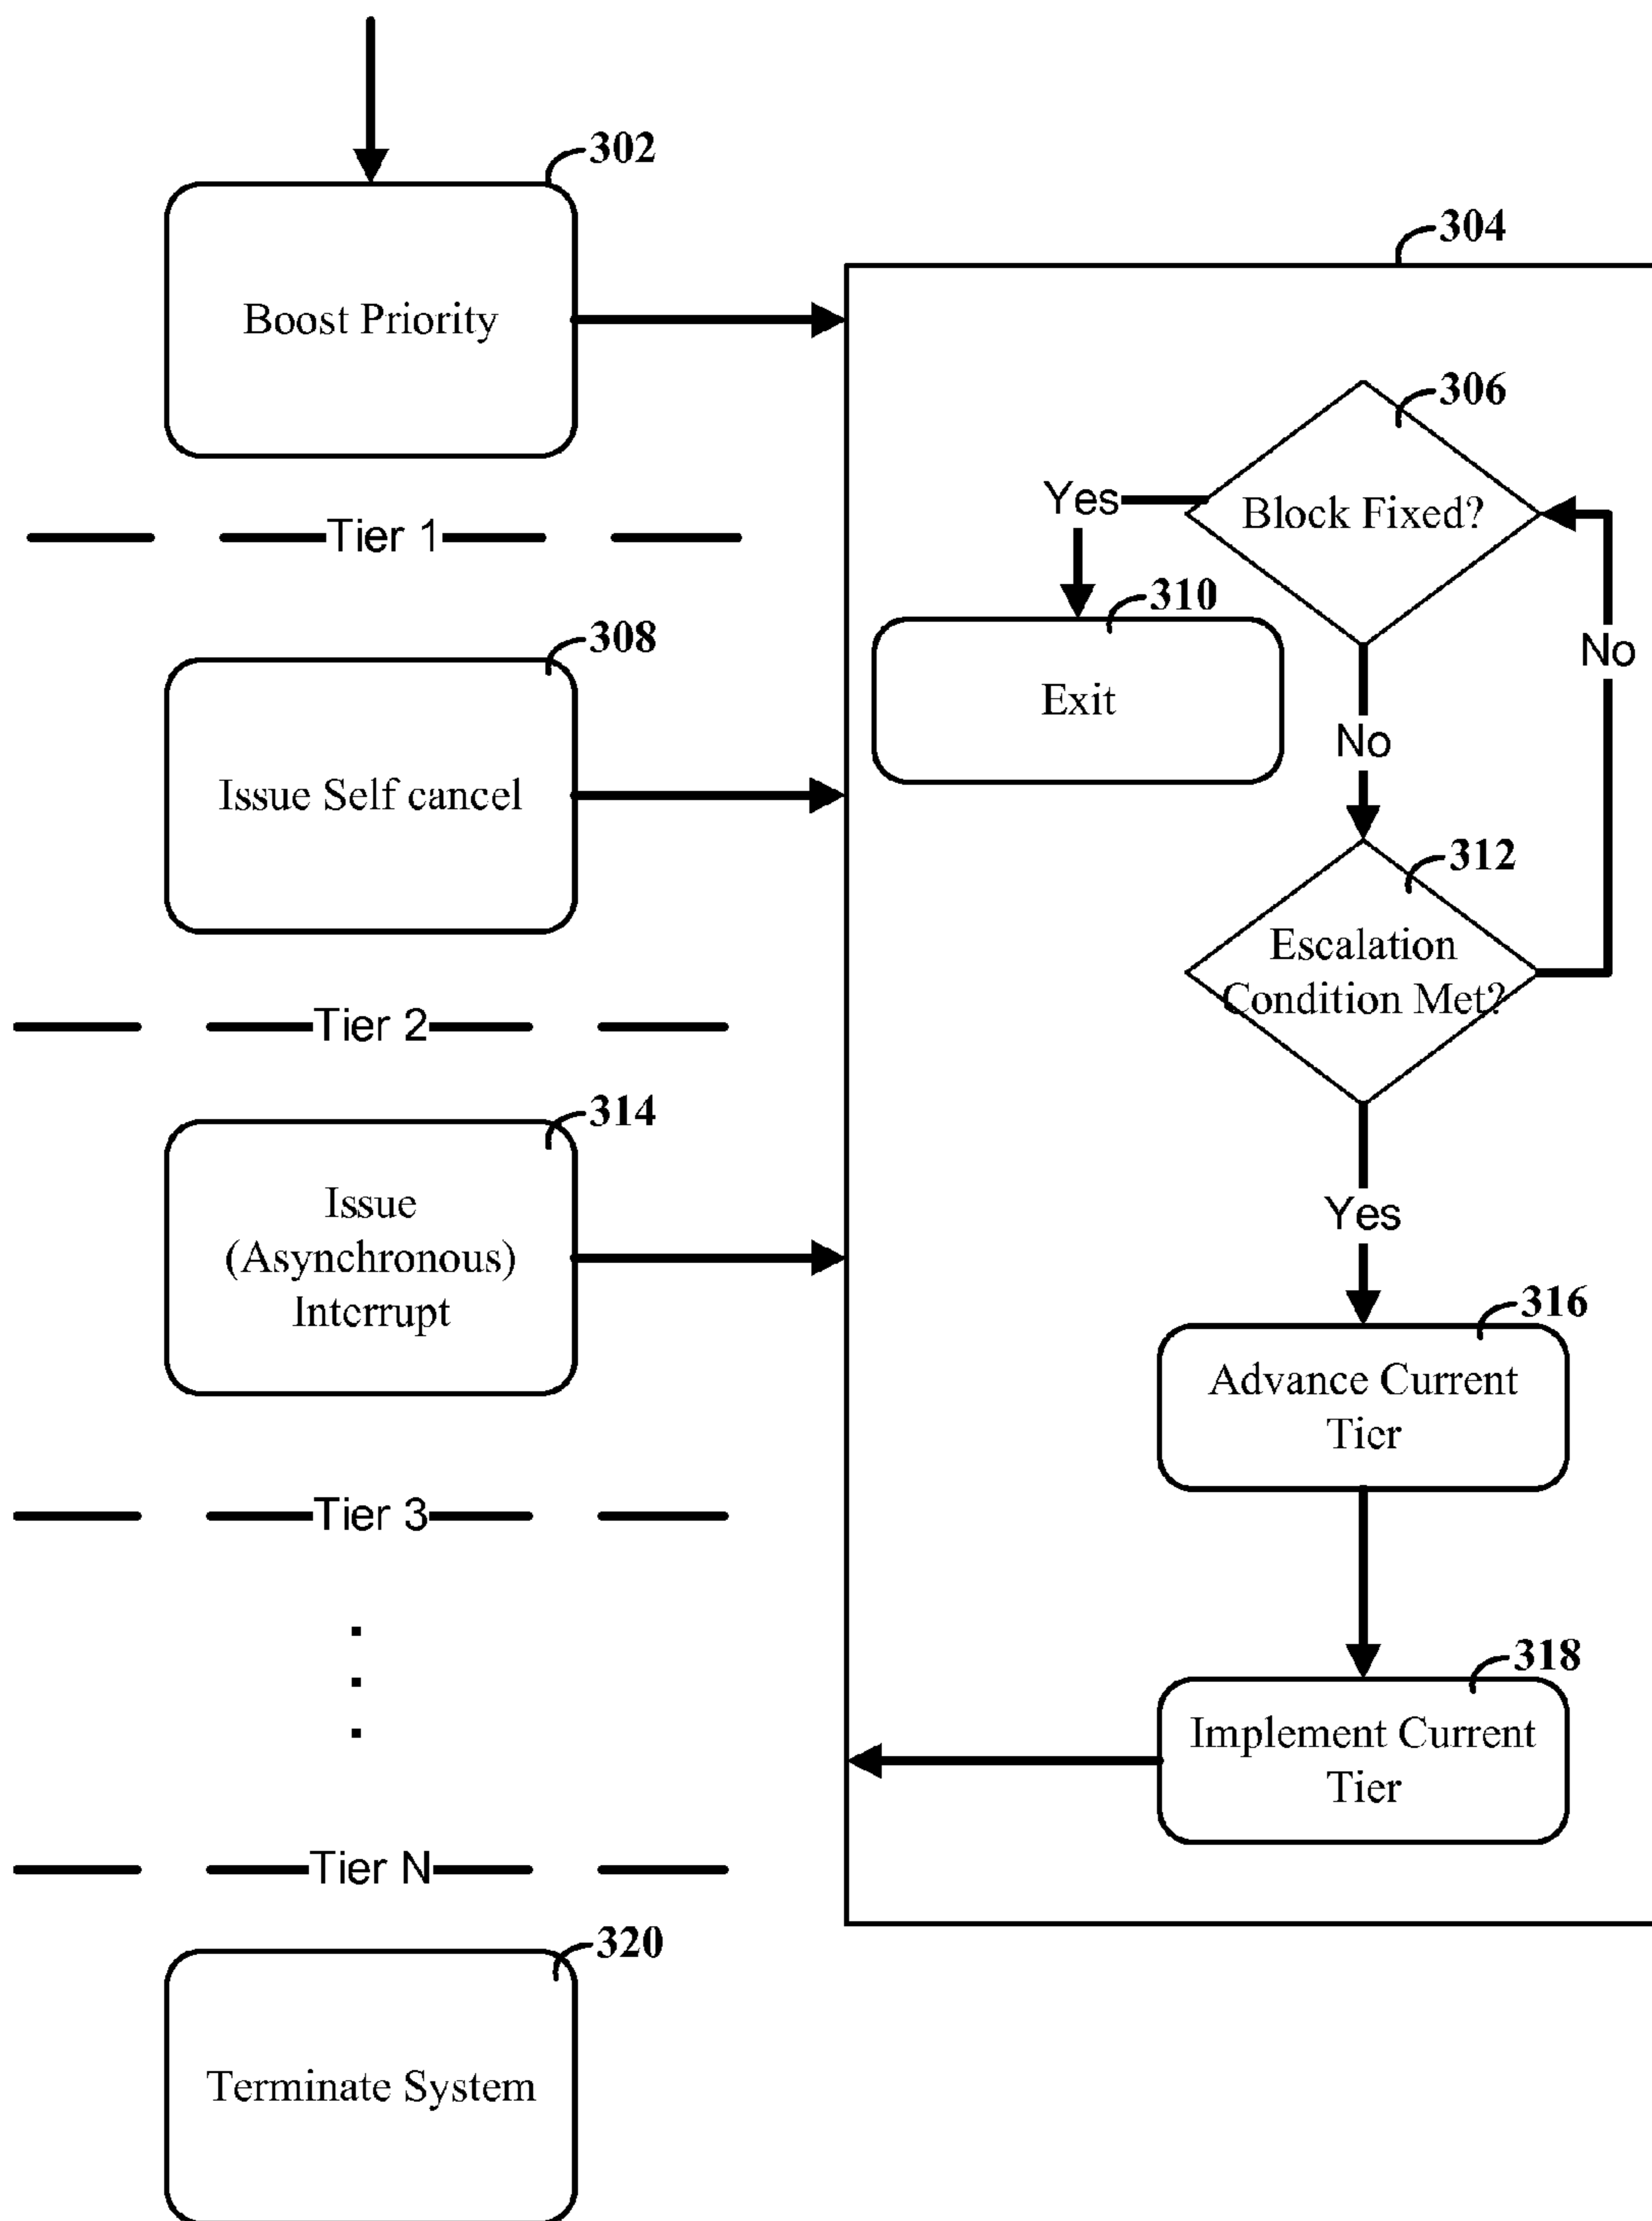 302
Boost Priority
Tier 1
308
Issue Self cancel
Tier 2
314
Issue
(Asynchronous)
Interrupt
Tier 3
Tier N
320
Terminate System
304
306
Block Fixed?
Yes
310
Exit
No
No
312
Escalation
Condition Met?
Yes
316
Advance Current
Tier
318
Implement Current
Tier